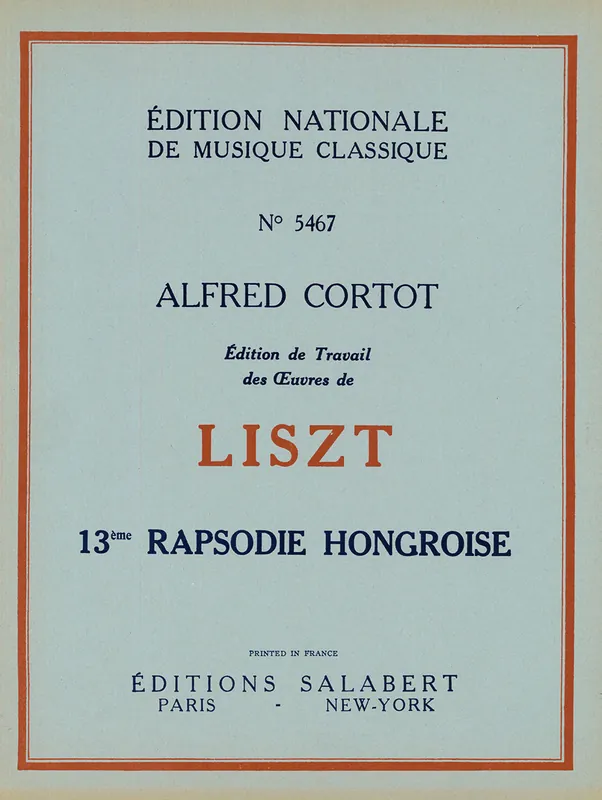 ÉDITION NATIONALE
DE MUSIQUE CLASSIQUE
Nº 5467
ALFRED CORTOT
Édition de Travail
des Œuvres de
LISZT
13ème RAPSODIE HONGROISE
PRINTED IN FRANCE
ÉDITIONS SALABERT
PARIS - NEW-YORK